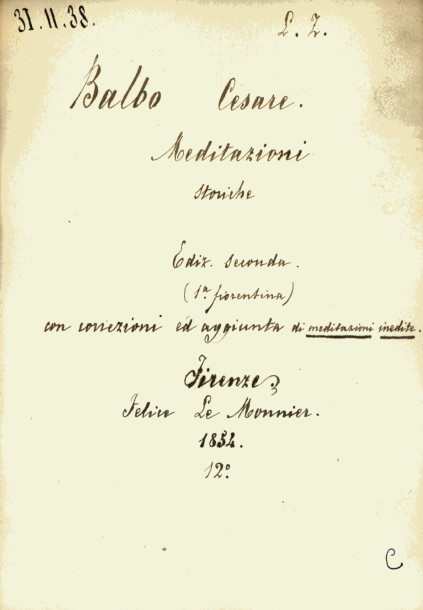 31.11.38.
L. Z.
Balbo Cesare.
Meditazioni
storiche
Ediz. seconda.
(1ª fiorentina)
con correzioni ed aggiunta di meditazioni inedite.
Firenze,
Felice Le Monnier.
1854.
12º
C